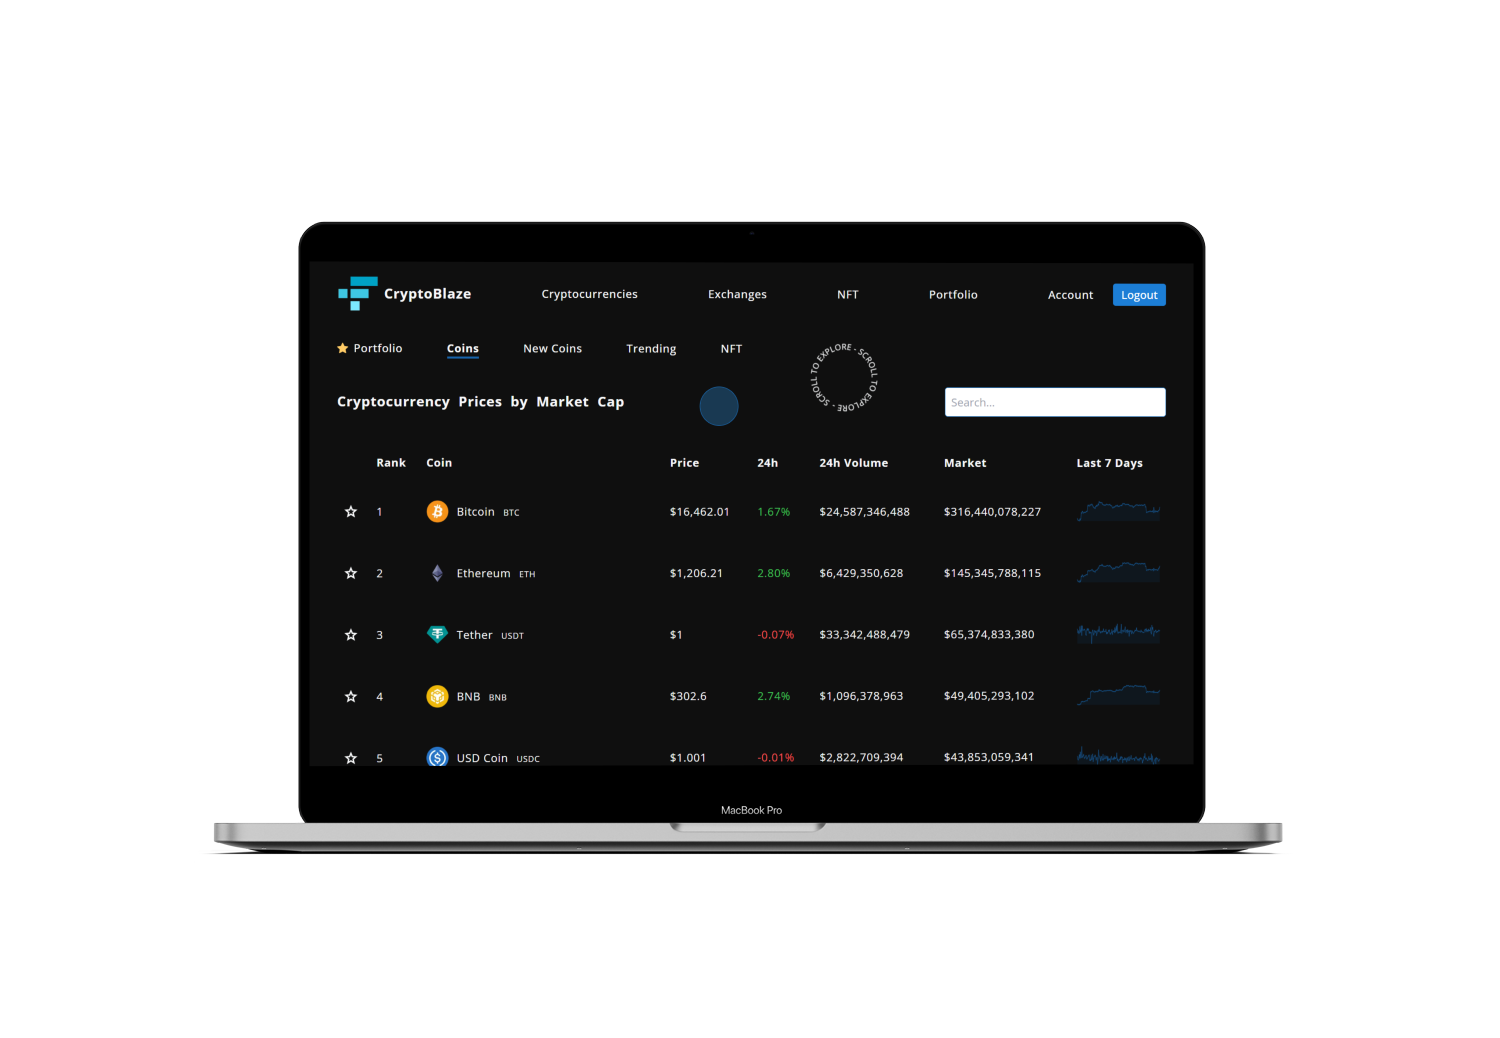 CryptoBlaze Cryptocurrencies Exchanges NFT Portfolio Account Logout
Portfolio Coins New Coins Trending NFT
SCROLL TO EXPLORE - SCROLL TO EXPLORE -
Cryptocurrency Prices by Market Cap Search...
Rank Coin Price 24h 24h Volume Market Last 7 Days
1 Bitcoin BTC $16,462.01 1.67% $24,587,346,488 $316,440,078,227
2 Ethereum ETH $1,206.21 2.80% $6,429,350,628 $145,345,788,115
3 Tether USDT $1 -0.07% $33,342,488,479 $65,374,833,380
4 BNB BNB $302.6 2.74% $1,096,378,963 $49,405,293,102
5 USD Coin USDC $1.001 -0.01% $2,822,709,394 $43,853,059,341
MacBook Pro